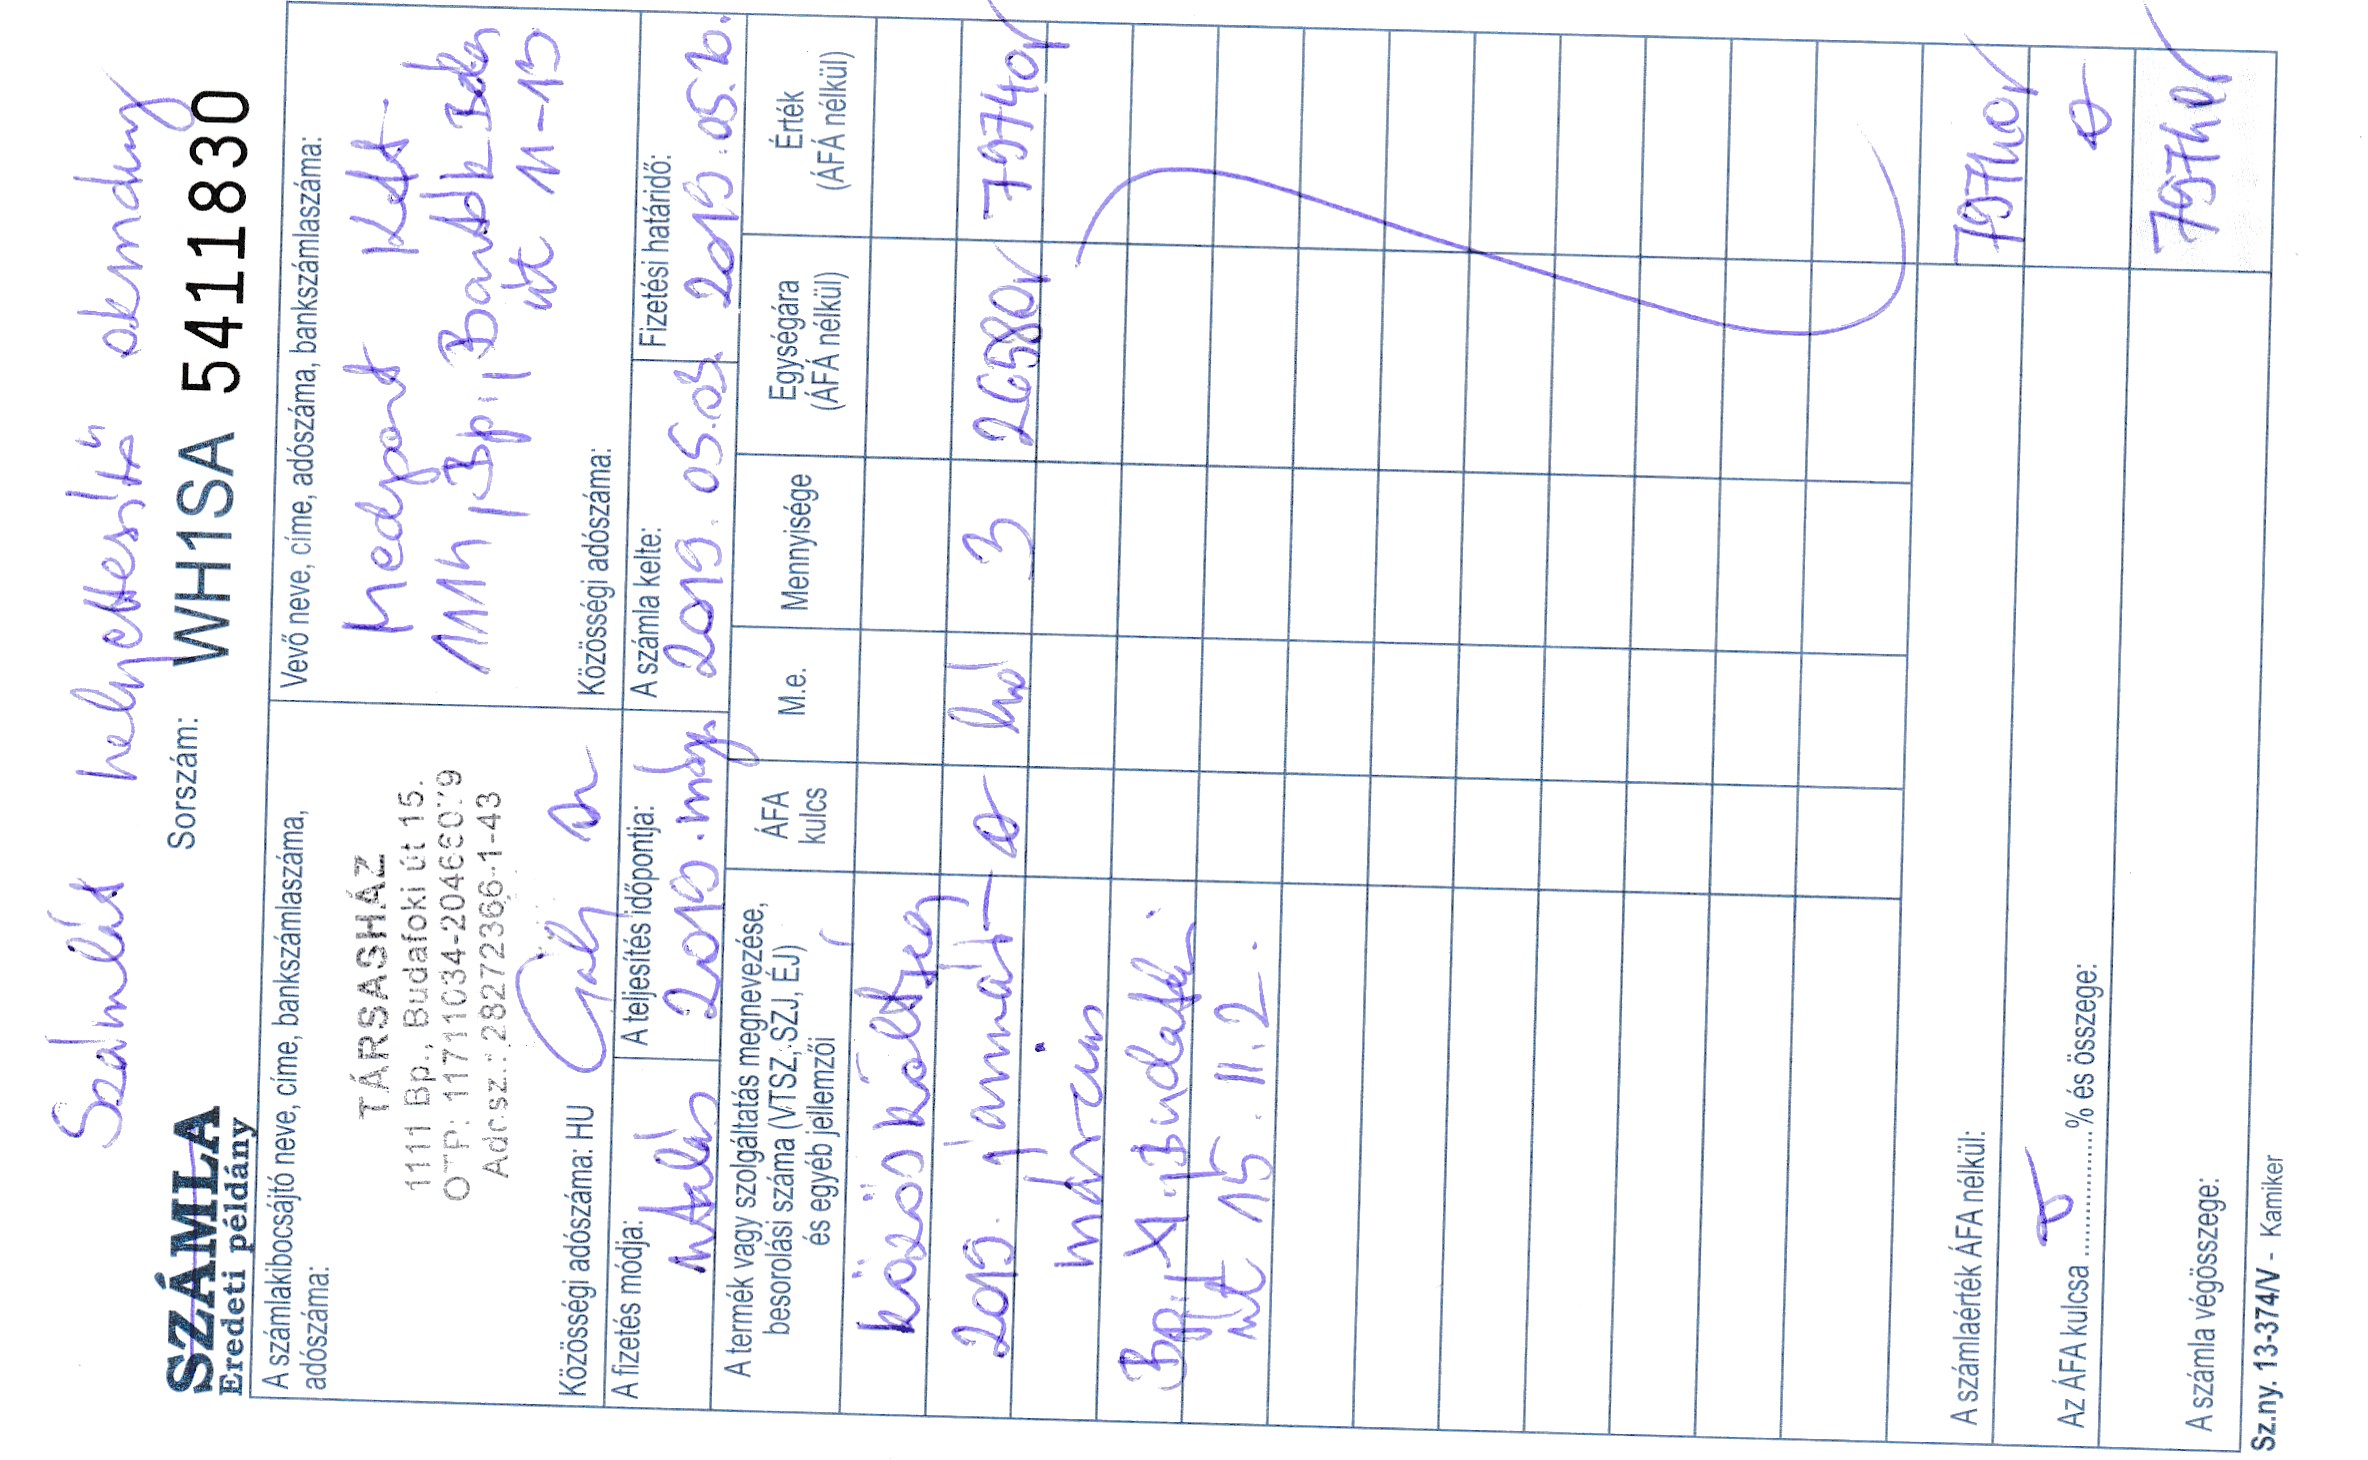 Számlát helyettesítő okmány
SZÁMLA
Eredeti példány
Sorszám: WH1SA 5411830
A számlakibocsájtó neve, címe, bankszámlaszáma,
adószáma:
TÁRSASHÁZ
1111 Bp., Budafoki út 15.
OTP: 11711034-20466079
Adósz.: 28272366-1-43
Közösségi adószáma: HU
Vevő neve, címe, adószáma, bankszámlaszáma:
Medport Kft.
1114, Bp., Bartók Béla
út 11-13
Közösségi adószáma:
A fizetés módja:
utalás
A teljesítés időpontja:
2019. május
A számla kelte:
2019. 05.03.
Fizetési határidő:
2019.05.20.
A termék vagy szolgáltatás megnevezése,
besorolási száma (VTSZ, SZJ, ÉJ)
és egyéb jellemzői
ÁFA
kulcs
M.e.
Mennyisége
Egységára
(ÁFÁ nélkül)
Érték
(ÁFÁ nélkül)
közös költség
2019. január- 0 hó 3 26580 79740
március
Bp., XI., Budafoki
út 15. II. 2.
A számlaérték ÁFA nélkül: 79740
Az ÁFA kulcsa 0 % és összege: 0
A számla végösszege: 79740
Sz.ny. 13-374/V - Kamiker